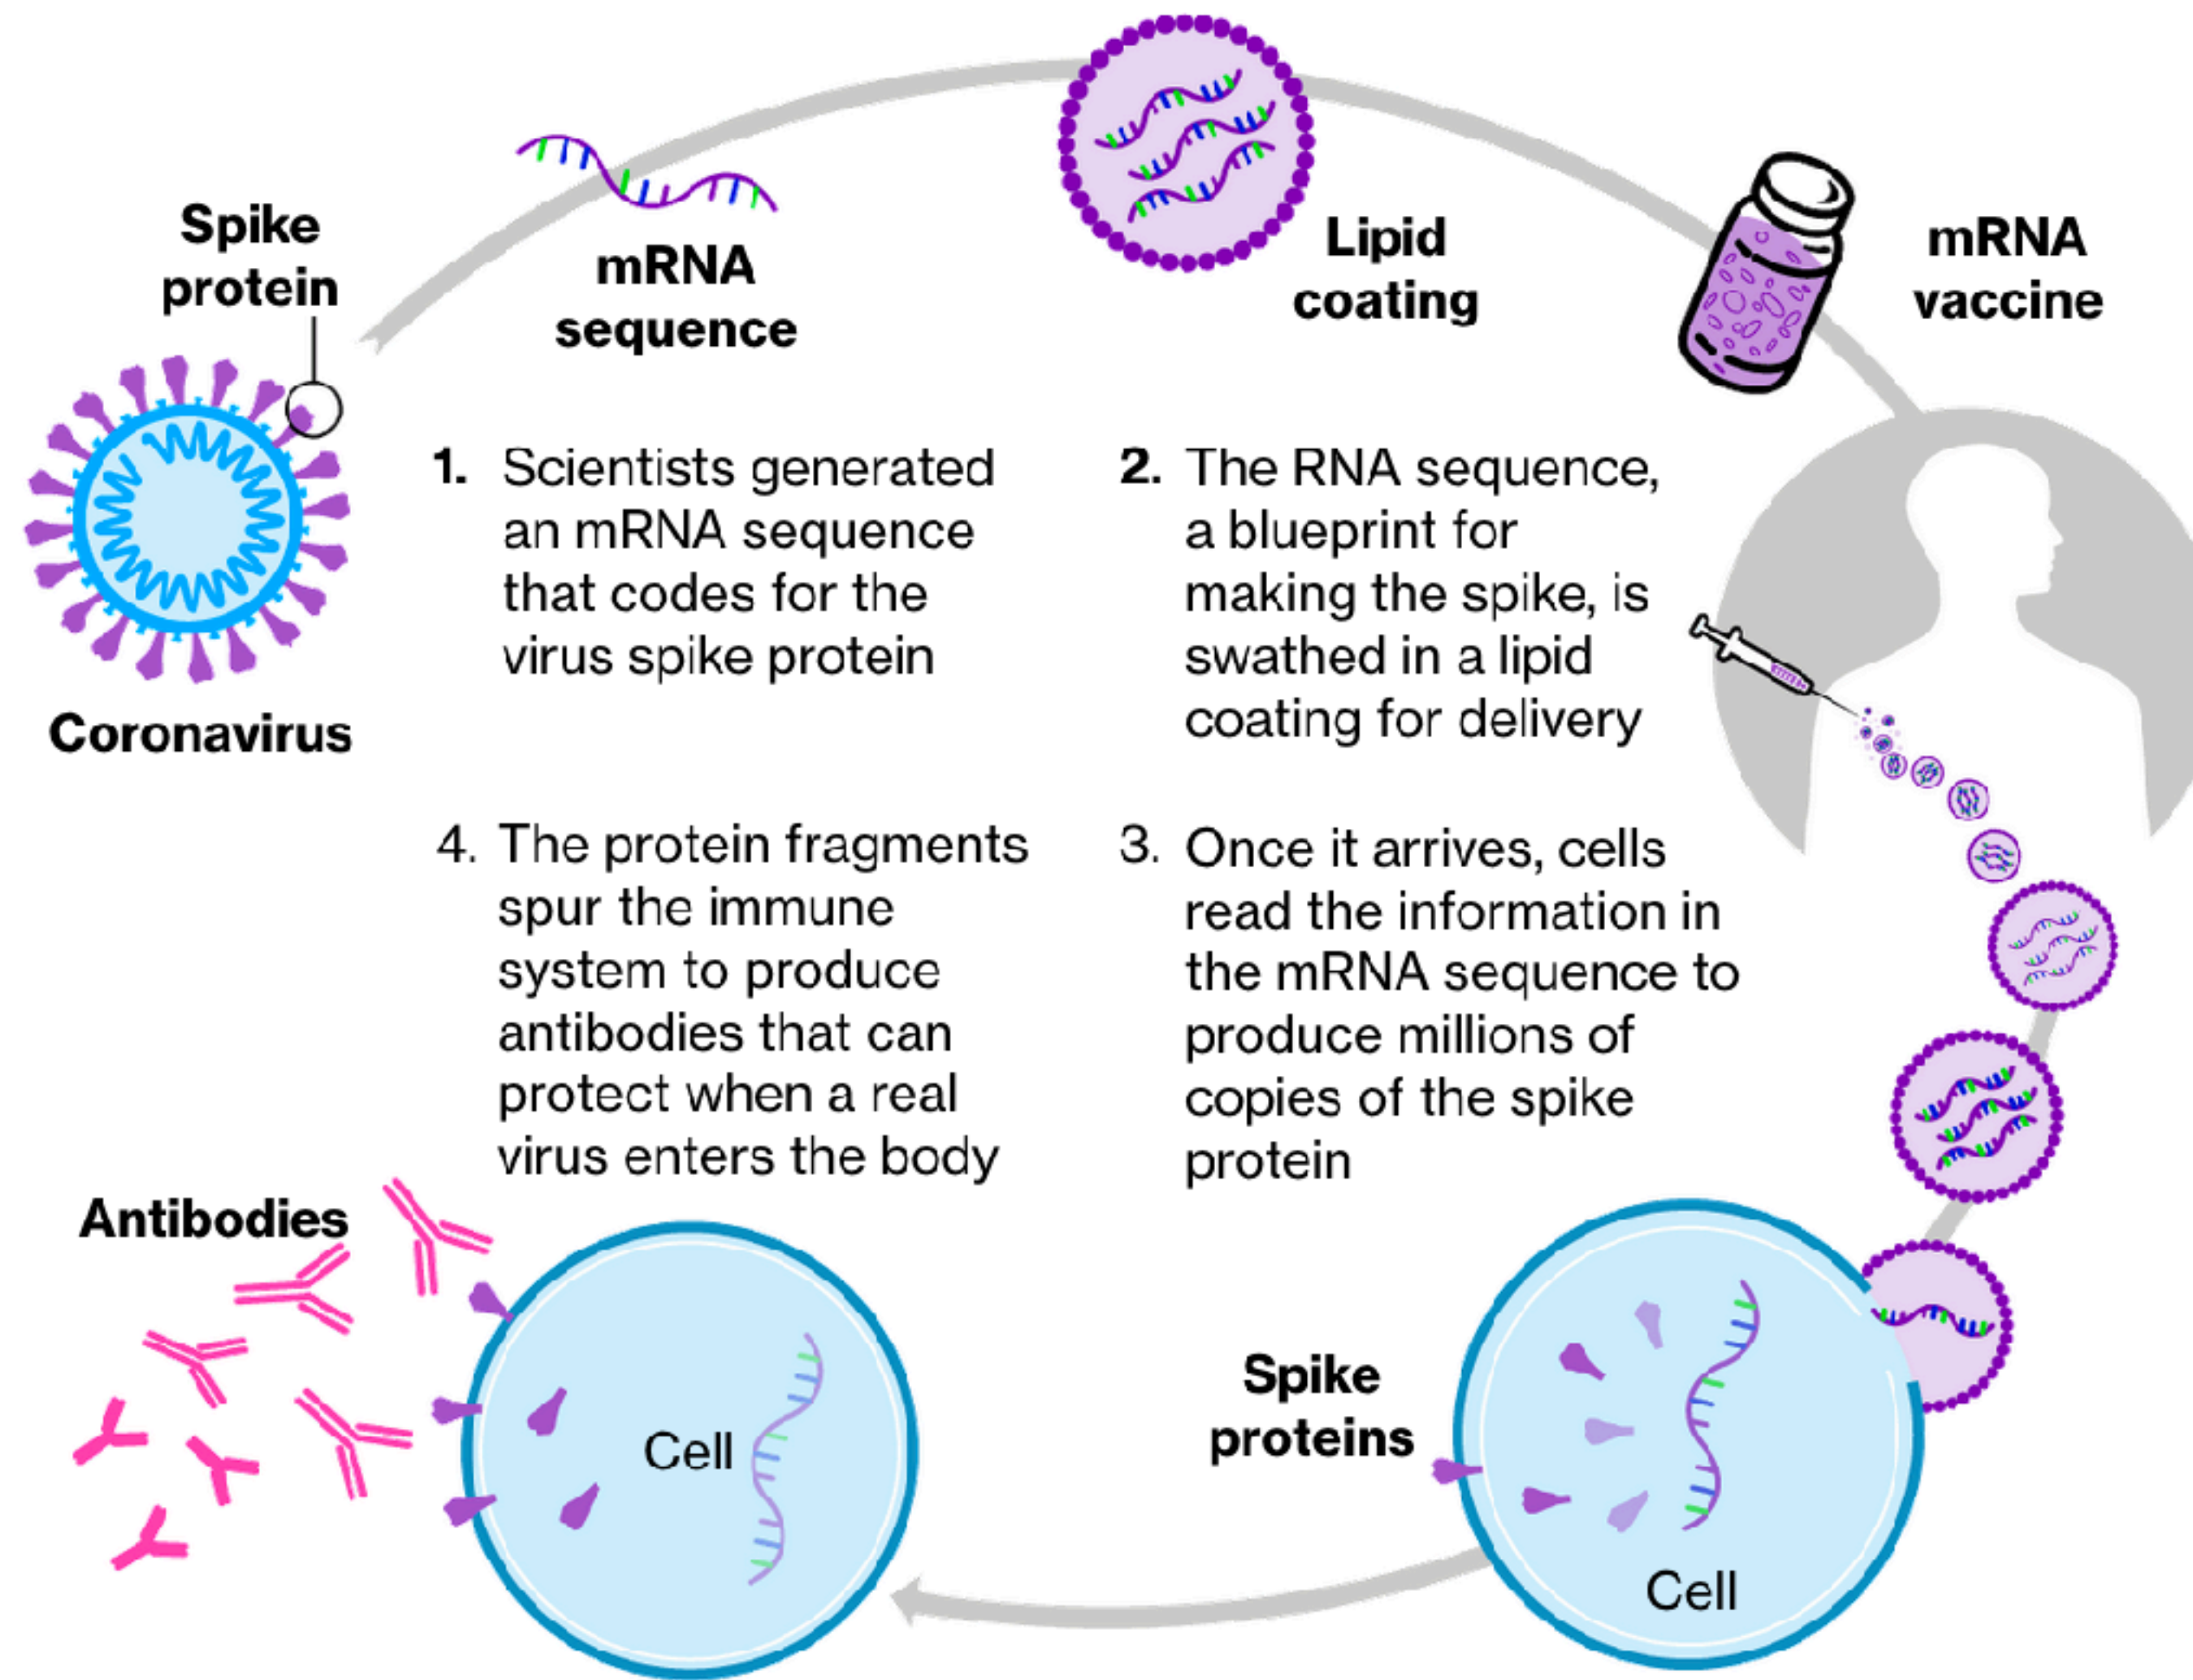 Spike
protein
mRNA
sequence
Lipid
coating
mRNA
vaccine
Coronavirus
1. Scientists generated
an mRNA sequence
that codes for the
virus spike protein
2. The RNA sequence,
a blueprint for
making the spike, is
swathed in a lipid
coating for delivery
3. Once it arrives, cells
read the information in
the mRNA sequence to
produce millions of
copies of the spike
protein
4. The protein fragments
spur the immune
system to produce
antibodies that can
protect when a real
virus enters the body
Antibodies
Cell
Spike
proteins
Cell